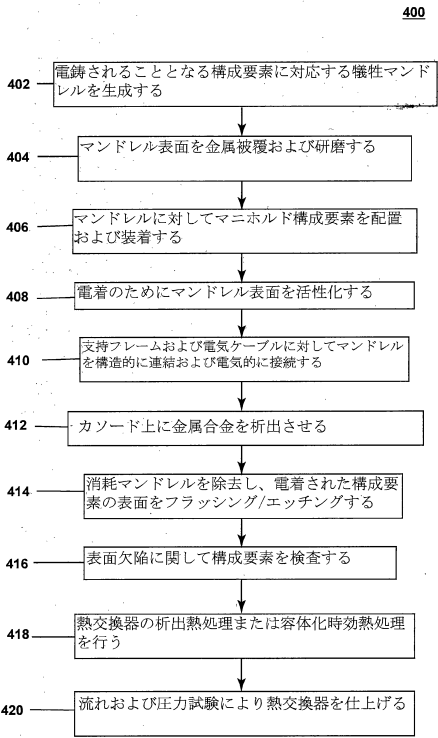 400
402
電鋳されることとなる構成要素に対応する犠牲マンド
レルを生成する
404
マンドレル表面を金属被覆および研磨する
406
マンドレルに対してマニホルド構成要素を配置
および装着する
408
電着のためにマンドレル表面を活性化する
410
支持フレームおよび電気ケーブルに対してマンドレル
を構造的に連結および電気的に接続する
412
カソード上に金属合金を析出させる
414
消耗マンドレルを除去し、電着された構成要
素の表面をフラッシング/エッチングする
416
表面欠陥に関して構成要素を検査する
418
熱交換器の析出熱処理または容体化時効熱処理
を行う
420
流れおよび圧力試験により熱交換器を仕上げる